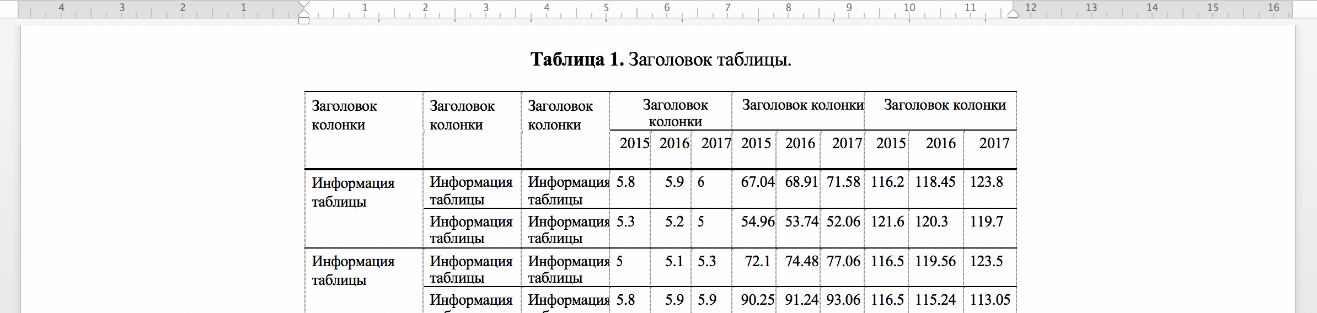 4 3 2 1 1 2 3 4 5 6 7 8 9 10 11 12 13 14 15 16
Таблица 1. Заголовок таблицы.
Заголовок Заголовок Заголовок Заголовок Заголовок колонки Заголовок колонки
колонки колонки колонки колонки
2015 2016 2017 2015 2016 2017 2015 2016 2017
Информация Информация Информация 5.8 5.9 6 67.04 68.91 71.58 116.2 118.45 123.8
таблицы таблицы таблицы
Информация Информация 5.3 5.2 5 54.96 53.74 52.06 121.6 120.3 119.7
таблицы таблицы
Информация Информация Информация 5 5.1 5.3 72.1 74.48 77.06 116.5 119.56 123.5
таблицы таблицы таблицы
Информация Информация 5.8 5.9 5.9 90.25 91.24 93.06 116.5 115.24 113.05